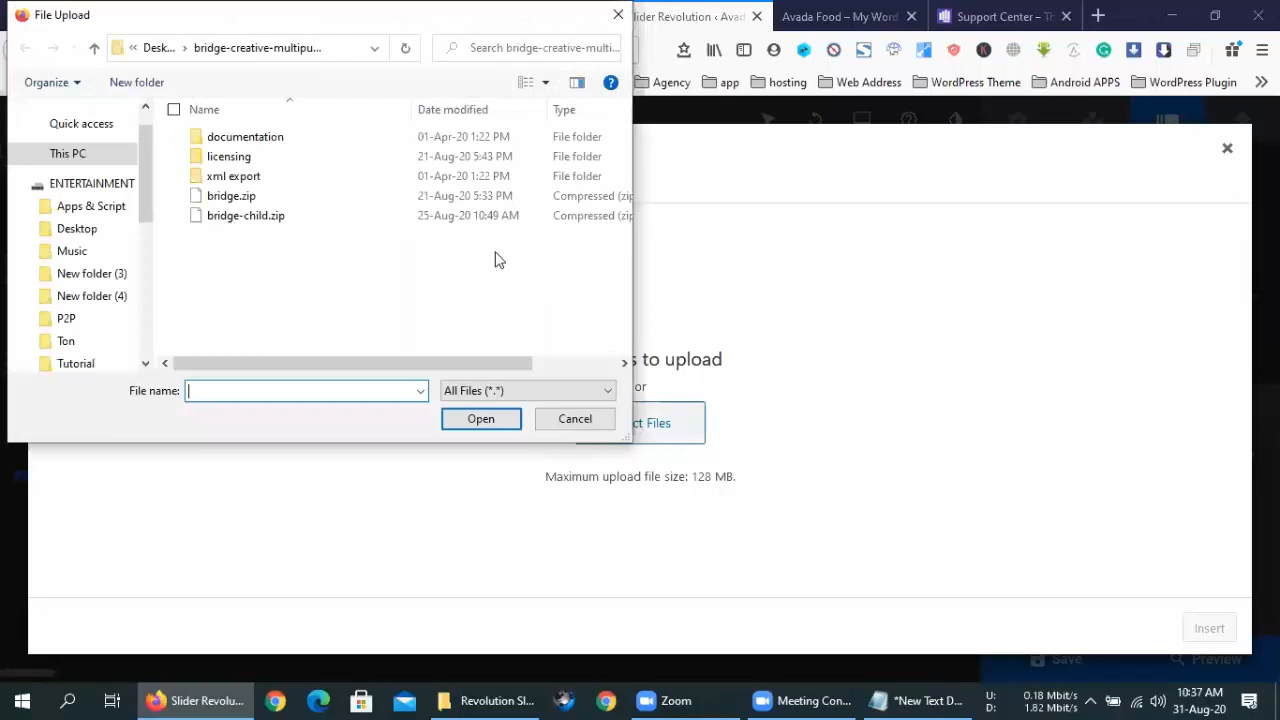 File Upload
lider Revolution ‹ Avad
Avada Food – My Word
Support Center – Th
Desk...
bridge-creative-multipu...
Search bridge-creative-multi...
Agency
app
hosting
Web Address
WordPress Theme
Android APPS
WordPress Plugin
Organize
New folder
Name
Date modified
Type
Quick access
This PC
ENTERTAINMENT
Apps & Script
Desktop
Music
New folder (3)
New folder (4)
P2P
Ton
Tutorial
documentation 01-Apr-20 1:22 PM File folder
licensing 21-Aug-20 5:43 PM File folder
xml export 01-Apr-20 1:22 PM File folder
bridge.zip 21-Aug-20 5:33 PM Compressed (zip
bridge-child.zip 25-Aug-20 10:49 AM Compressed (zip
File name:
All Files (*.*)
Open
Cancel
s to upload
or
ct Files
Maximum upload file size: 128 MB.
Insert
Save
Preview
Slider Revolu...
Revolution Sl...
Zoom
Meeting Con...
*New Text D...
U: 0.18 Mbit/s
D: 1.82 Mbit/s
10:37 AM
31-Aug-20